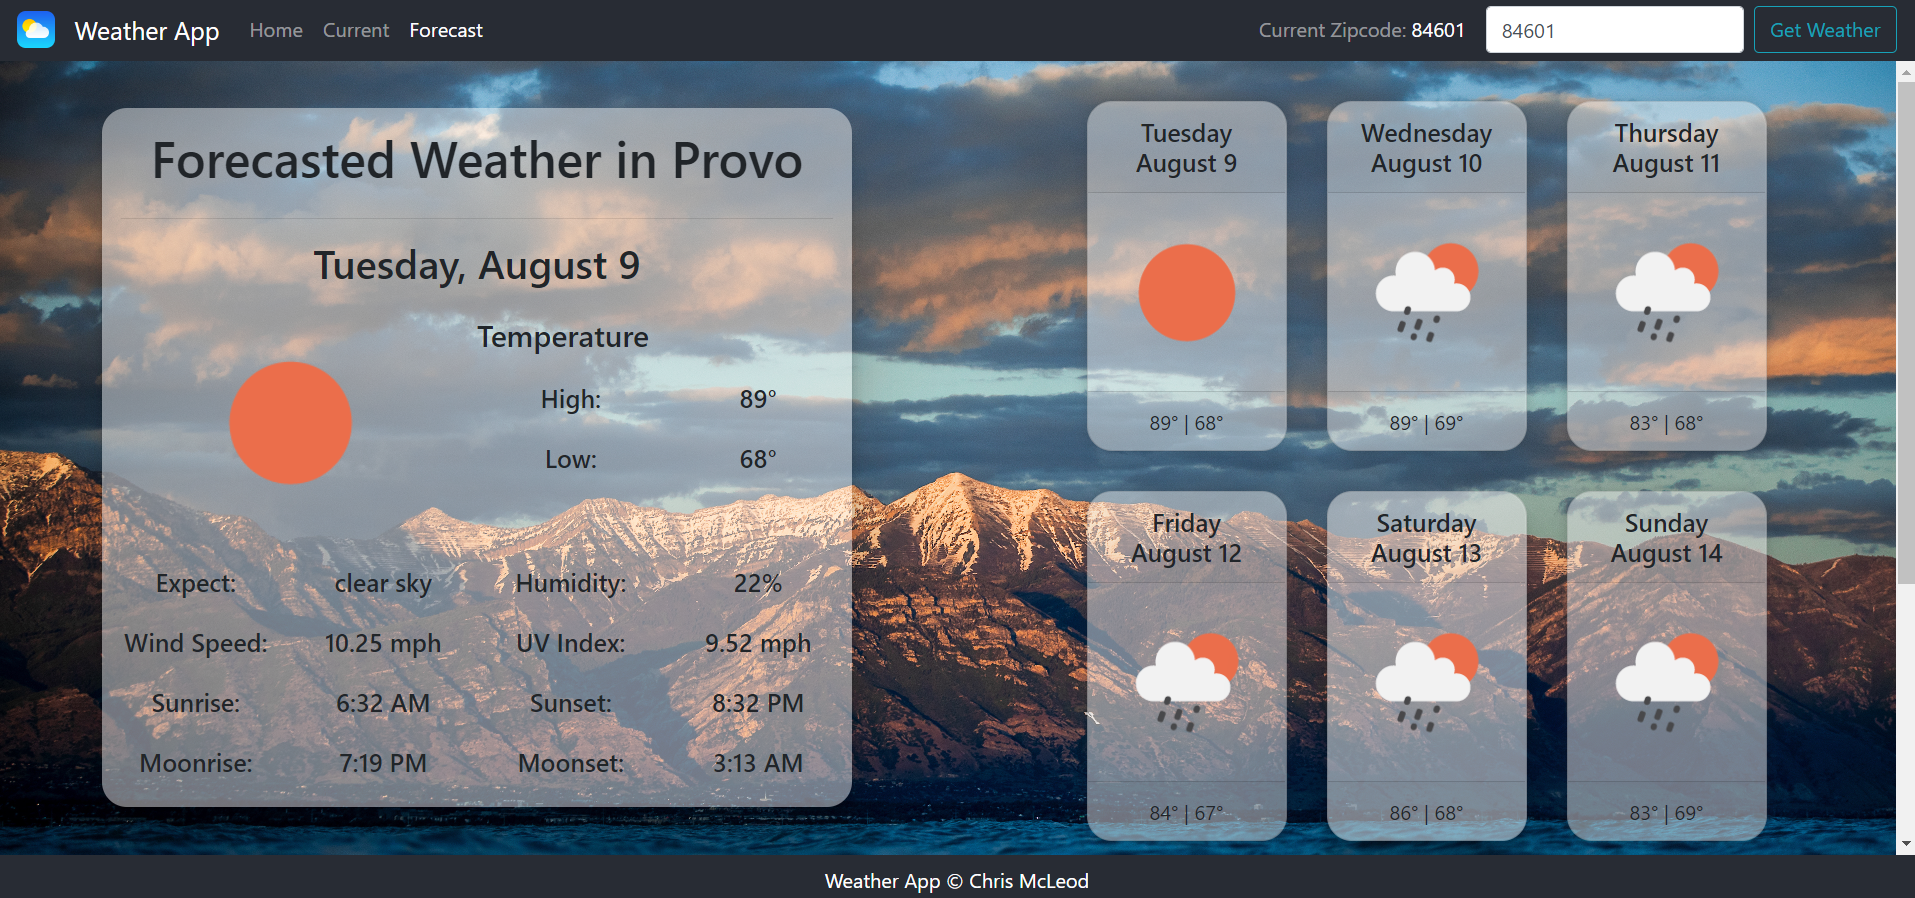 Weather App Home Current Forecast Current Zipcode: 84601 84601 Get Weather
Forecasted Weather in Provo
Tuesday, August 9
Temperature
High: 89°
Low: 68°
Expect: clear sky Humidity: 22%
Wind Speed: 10.25 mph UV Index: 9.52 mph
Sunrise: 6:32 AM Sunset: 8:32 PM
Moonrise: 7:19 PM Moonset: 3:13 AM
Tuesday
August 9
89° | 68°
Wednesday
August 10
89° | 69°
Thursday
August 11
83° | 68°
Friday
August 12
84° | 67°
Saturday
August 13
86° | 68°
Sunday
August 14
83° | 69°
Weather App © Chris McLeod